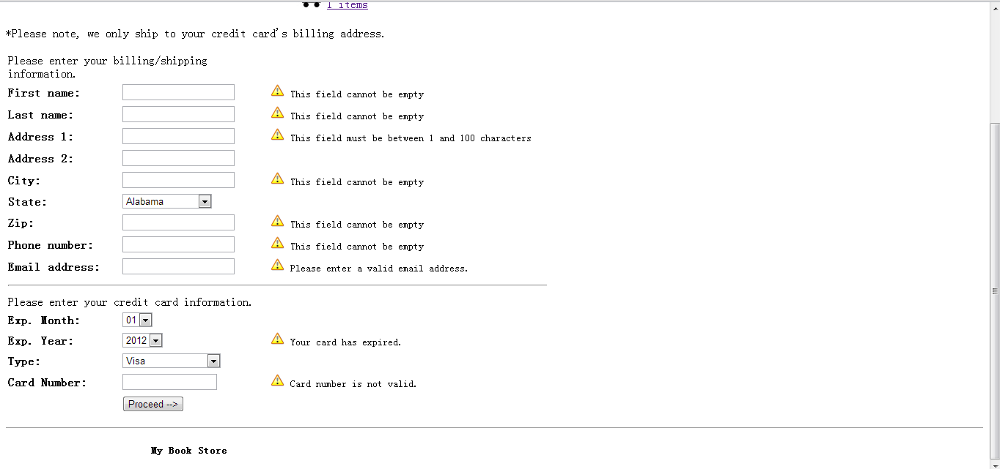 1 items
*Please note, we only ship to your credit card's billing address.
Please enter your billing/shipping
information.
First name: This field cannot be empty
Last name: This field cannot be empty
Address 1: This field must be between 1 and 100 characters
Address 2:
City: This field cannot be empty
State: Alabama
Zip: This field cannot be empty
Phone number: This field cannot be empty
Email address: Please enter a valid email address.
Please enter your credit card information.
Exp. Month: 01
Exp. Year: 2012 Your card has expired.
Type: Visa
Card Number: Card number is not valid.
Proceed -->
My Book Store